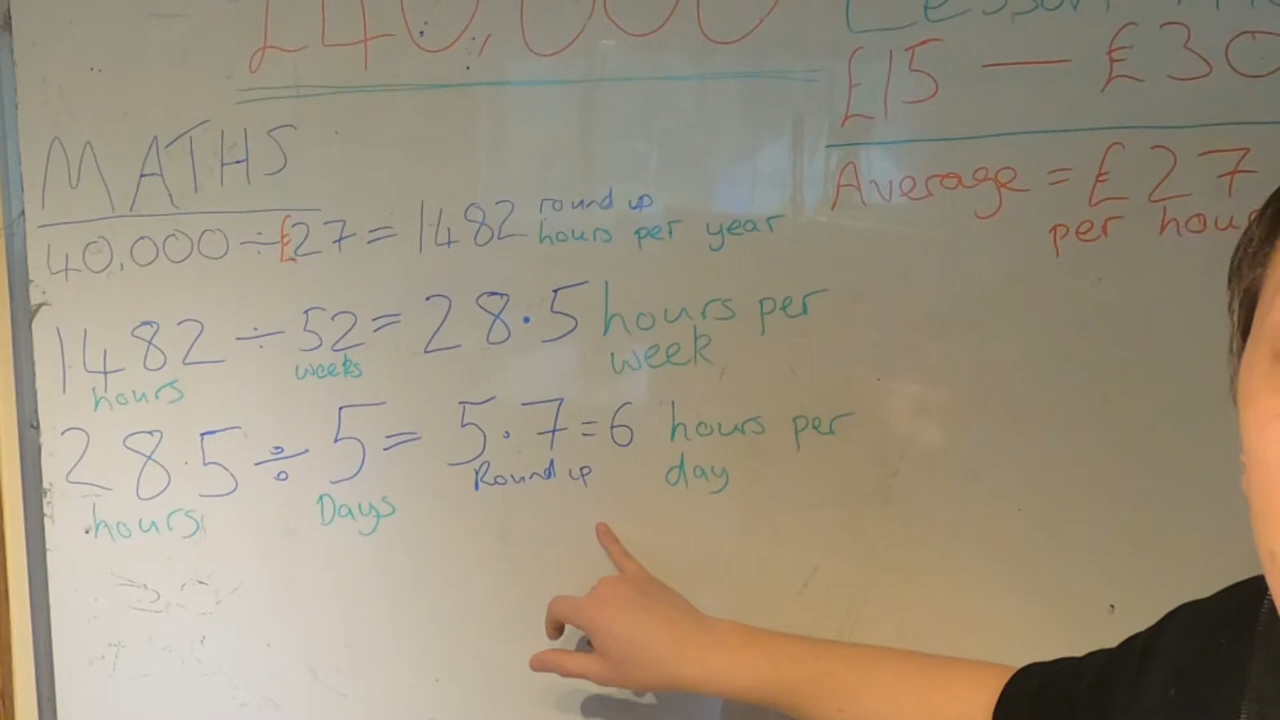 £40,000
Lesson
£15 — £30
Average = £27
per hou
MATHS
40,000 ÷ £27 = 1482 round up
hours per year
1482 ÷ 52 = 28.5 hours per
hours weeks week
28.5 ÷ 5 = 5.7 = 6 hours per
hours Days Round up day